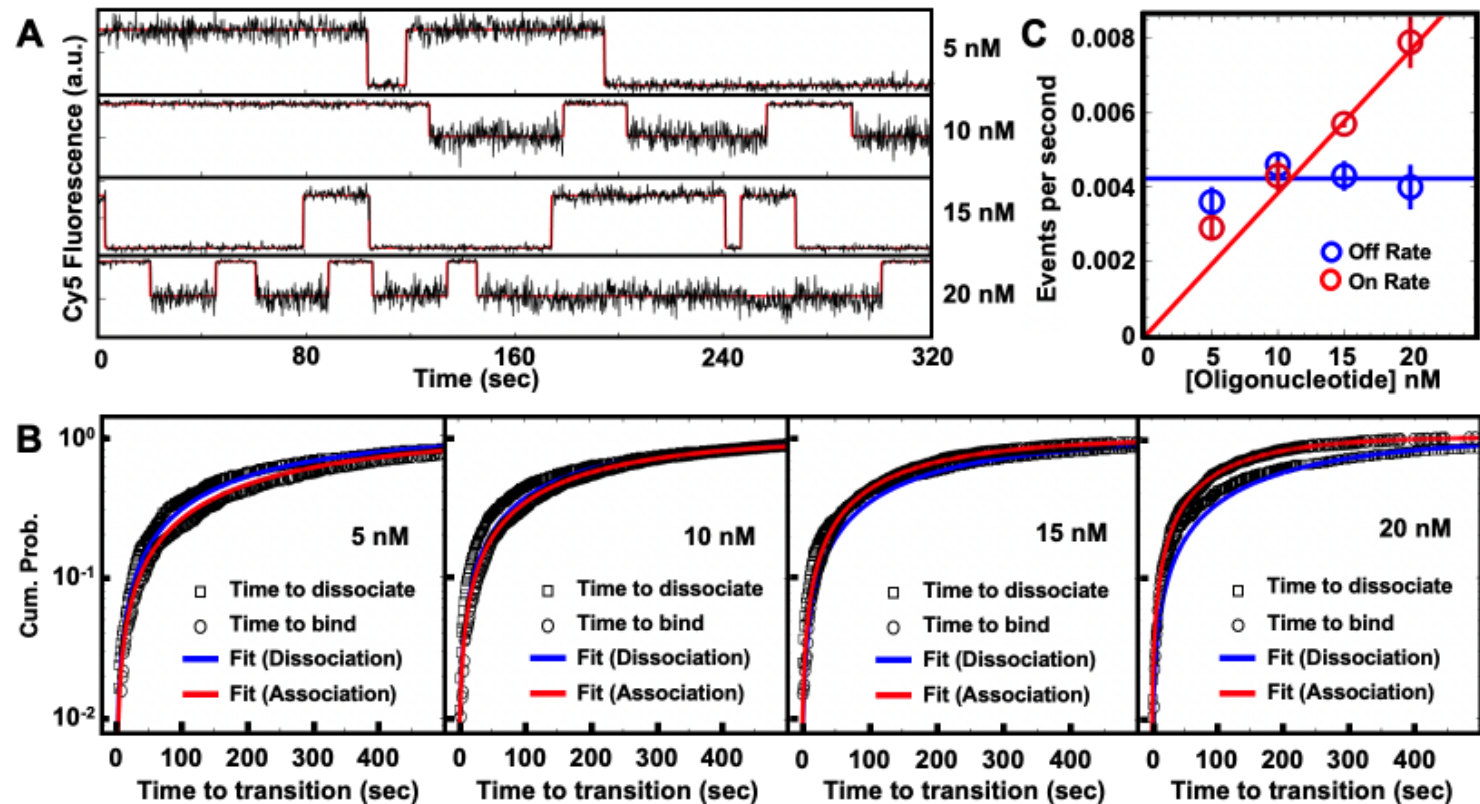 A
Cy5 Fluorescence (a.u.)
5 nM
10 nM
15 nM
20 nM
0 80 160 240 320
Time (sec)
C
Events per second
0.008
0.006
0.004
0.002
0
Off Rate
On Rate
0 5 10 15 20
[Oligonucleotide] nM
B
Cum. Prob.
10⁰
10⁻¹
10⁻²
5 nM
Time to dissociate
Time to bind
Fit (Dissociation)
Fit (Association)
0 100 200 300 400
Time to transition (sec)
10 nM
Time to dissociate
Time to bind
Fit (Dissociation)
Fit (Association)
0 100 200 300 400
Time to transition (sec)
15 nM
Time to dissociate
Time to bind
Fit (Dissociation)
Fit (Association)
0 100 200 300 400
Time to transition (sec)
20 nM
Time to dissociate
Time to bind
Fit (Dissociation)
Fit (Association)
0 100 200 300 400
Time to transition (sec)